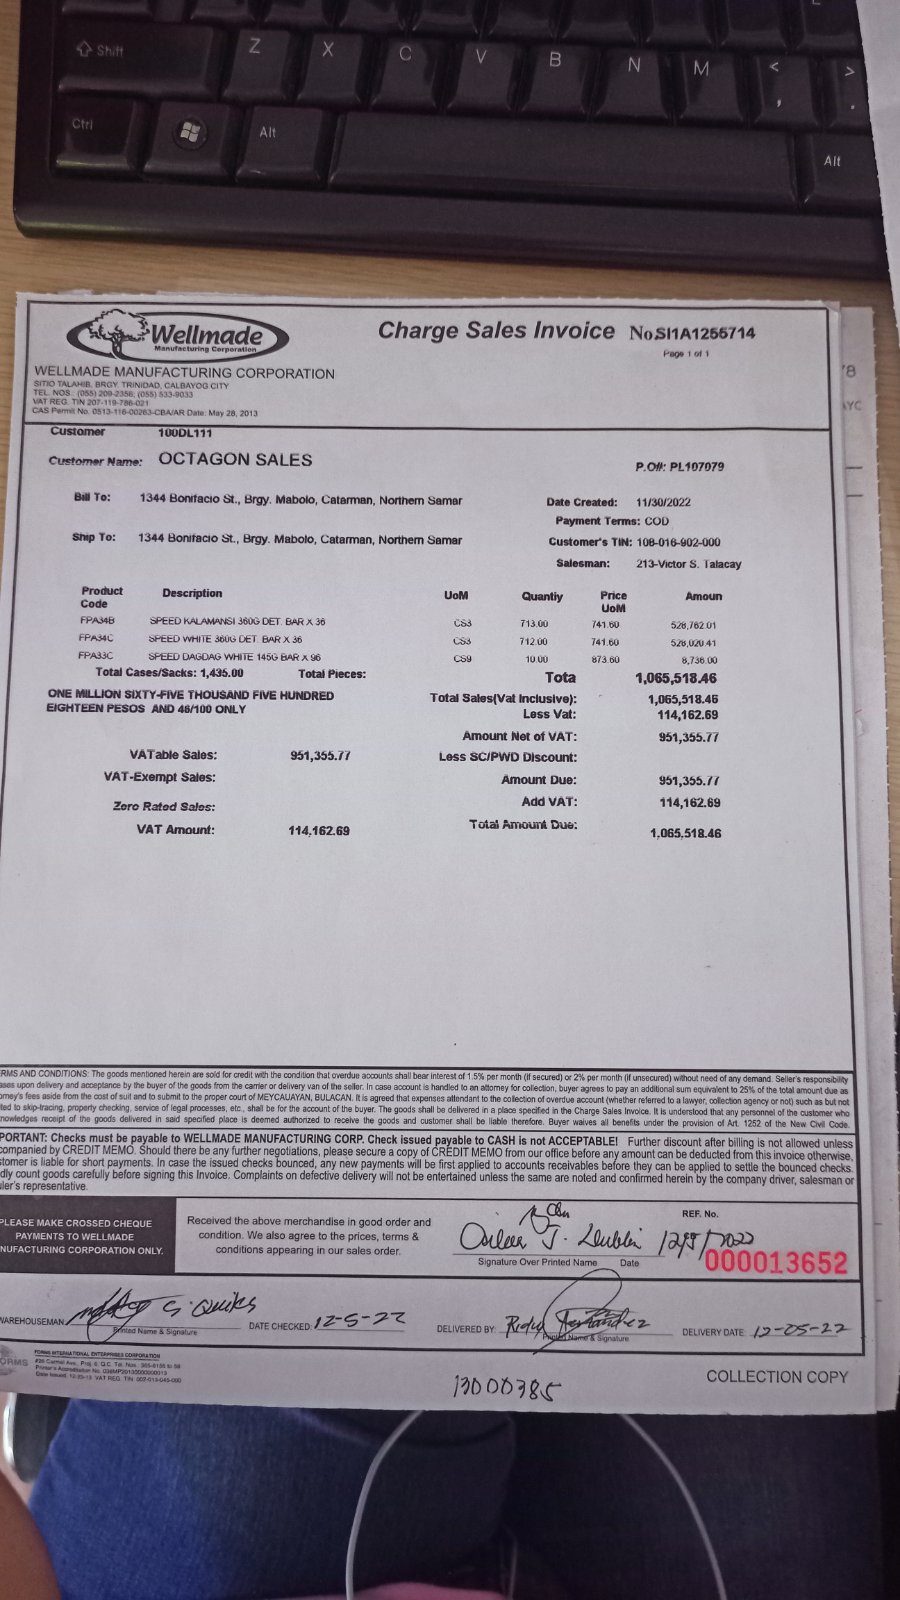 Shift Z X C V B N M < >
, .
Ctrl Alt Alt
Wellmade
Manufacturing Corporation
Charge Sales Invoice No. SI1A1255714
Page 1 of 1
WELLMADE MANUFACTURING CORPORATION
SITIO TALAHIB, BRGY. TRINIDAD, CALBAYOG CITY
TEL. NOS.: (055) 209-2356; (055) 533-9033
VAT REG. TIN 207-119-786-021
CAS Permit No. 0513-116-00263-CBA/AR Date: May 28, 2013
Customer 100DL111
Customer Name: OCTAGON SALES
P.O#: PL107079
Bill To: 1344 Bonifacio St., Brgy. Mabolo, Catarman, Northern Samar
Date Created: 11/30/2022
Payment Terms: COD
Ship To: 1344 Bonifacio St., Brgy. Mabolo, Catarman, Northern Samar
Customer's TIN: 108-016-902-000
Salesman: 213-Victor S. Talacay
Product Code Description UoM Quantiy Price UoM Amoun
FPA34B SPEED KALAMANSI 360G DET. BAR X 36 CS3 713.00 741.60 528,762.01
FPA34C SPEED WHITE 360G DET. BAR X 36 CS3 712.00 741.60 528,020.41
FPA33C SPEED DAGDAG WHITE 145G BAR X 96 CS9 10.00 873.60 8,736.00
Total Cases/Sacks: 1,435.00 Total Pieces: Tota 1,065,518.46
ONE MILLION SIXTY-FIVE THOUSAND FIVE HUNDRED
EIGHTEEN PESOS AND 46/100 ONLY
Total Sales(Vat Inclusive): 1,065,518.46
Less Vat: 114,162.69
Amount Net of VAT: 951,355.77
VATable Sales: 951,355.77 Less SC/PWD Discount:
VAT-Exempt Sales: Amount Due: 951,355.77
Zero Rated Sales: Add VAT: 114,162.69
VAT Amount: 114,162.69 Total Amount Due: 1,065,518.46
RMS AND CONDITIONS: The goods mentioned herein are sold for credit with the condition that overdue accounts shall bear interest of 1.5% per month (if secured) or 2% per month (if unsecured) without need of any demand. Seller's responsibility
ases upon delivery and acceptance by the buyer of the goods from the carrier or delivery van of the seller. In case account is handled to an attorney for collection, buyer agrees to pay an additional sum equivalent to 25% of the total amount due as
rney's fees aside from the cost of suit and to submit to the proper court of MEYCAUAYAN, BULACAN. It is agreed that expenses attendant to the collection of overdue account (whether referred to a lawyer, collection agency or not) such as but not
ted to skip-tracing, property checking, service of legal processes, etc., shall be for the account of the buyer. The goods shall be delivered in a place specified in the Charge Sales Invoice. It is understood that any personnel of the customer who
nowledges receipt of the goods delivered in said specified place is deemed authorized to receive the goods and customer shall be liable therefore. Buyer waives all benefits under the provision of Art. 1252 of the New Civil Code.
PORTANT: Checks must be payable to WELLMADE MANUFACTURING CORP. Check issued payable to CASH is not ACCEPTABLE! Further discount after billing is not allowed unless
companied by CREDIT MEMO. Should there be any further negotiations, please secure a copy of CREDIT MEMO from our office before any amount can be deducted from this invoice otherwise,
stomer is liable for short payments. In case the issued checks bounced, any new payments will be first applied to accounts receivables before they can be applied to settle the bounced checks.
dly count goods carefully before signing this Invoice. Complaints on defective delivery will not be entertained unless the same are noted and confirmed herein by the company driver, salesman or
ller's representative.
PLEASE MAKE CROSSED CHEQUE
PAYMENTS TO WELLMADE
NUFACTURING CORPORATION ONLY.
Received the above merchandise in good order and
condition. We also agree to the prices, terms &
conditions appearing in our sales order.
Signature Over Printed Name Date
REF. No.
000013652
WAREHOUSEMAN
Printed Name & Signature
DATE CHECKED: 12-5-22
DELIVERED BY:
Printed Name & Signature
DELIVERY DATE: 12-05-22
FORMS INTERNATIONAL ENTERPRISES CORPORATION
13000385
COLLECTION COPY